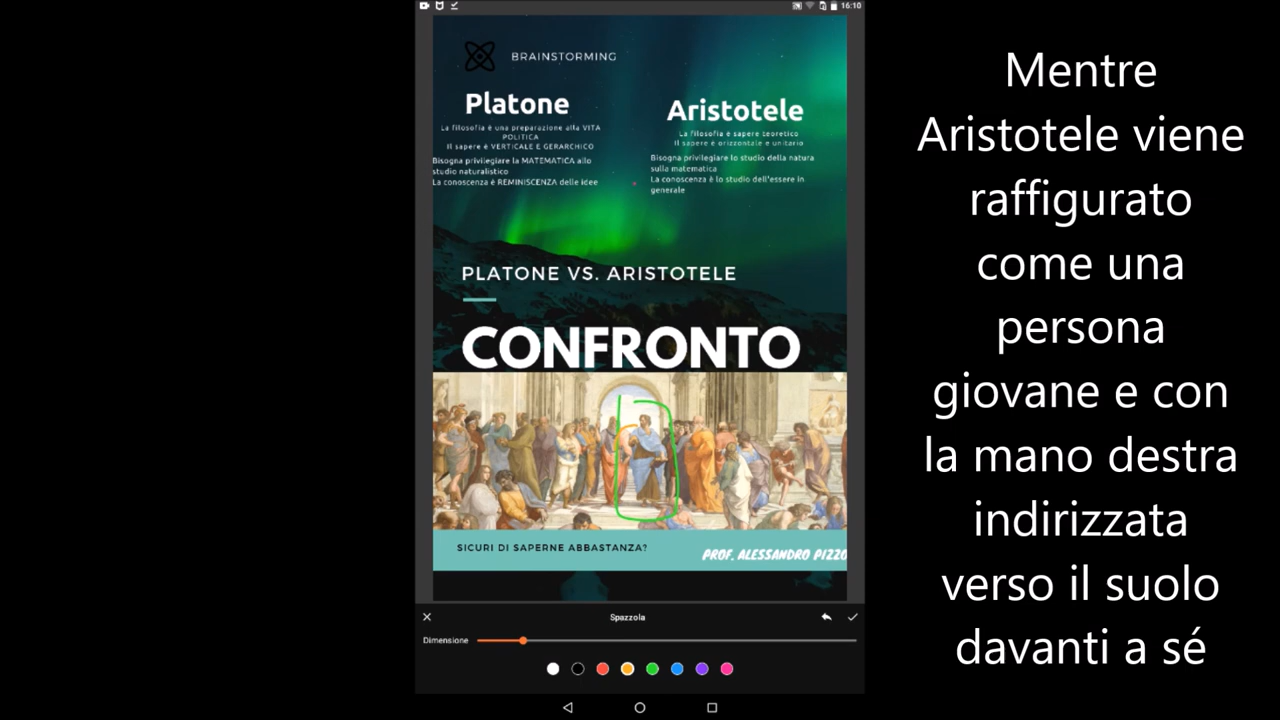 16:10
BRAINSTORMING
Platone
La filosofia è una preparazione alla VITA
POLITICA
Il sapere è VERTICALE E GERARCHICO
Bisogna privilegiare la MATEMATICA allo
studio naturalistico
La conoscenza è REMINISCENZA delle idee
Aristotele
La filosofia è sapere teoretico
Il sapere è orizzontale e unitario
Bisogna privilegiare lo studio della natura
sulla matematica
La conoscenza è lo studio dell'essere in
generale
PLATONE VS. ARISTOTELE
CONFRONTO
SICURI DI SAPERNE ABBASTANZA?
PROF. ALESSANDRO PIZZO
Spazzola
Dimensione
Mentre
Aristotele viene
raffigurato
come una
persona
giovane e con
la mano destra
indirizzata
verso il suolo
davanti a sé